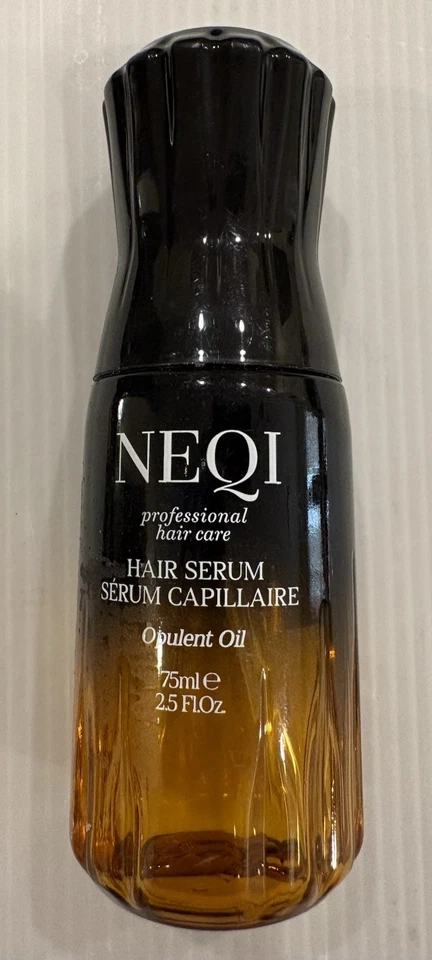 NEQI
professional
hair care
HAIR SERUM
SÉRUM CAPILLAIRE
Opulent Oil
75ml ℮
2.5 Fl.Oz.